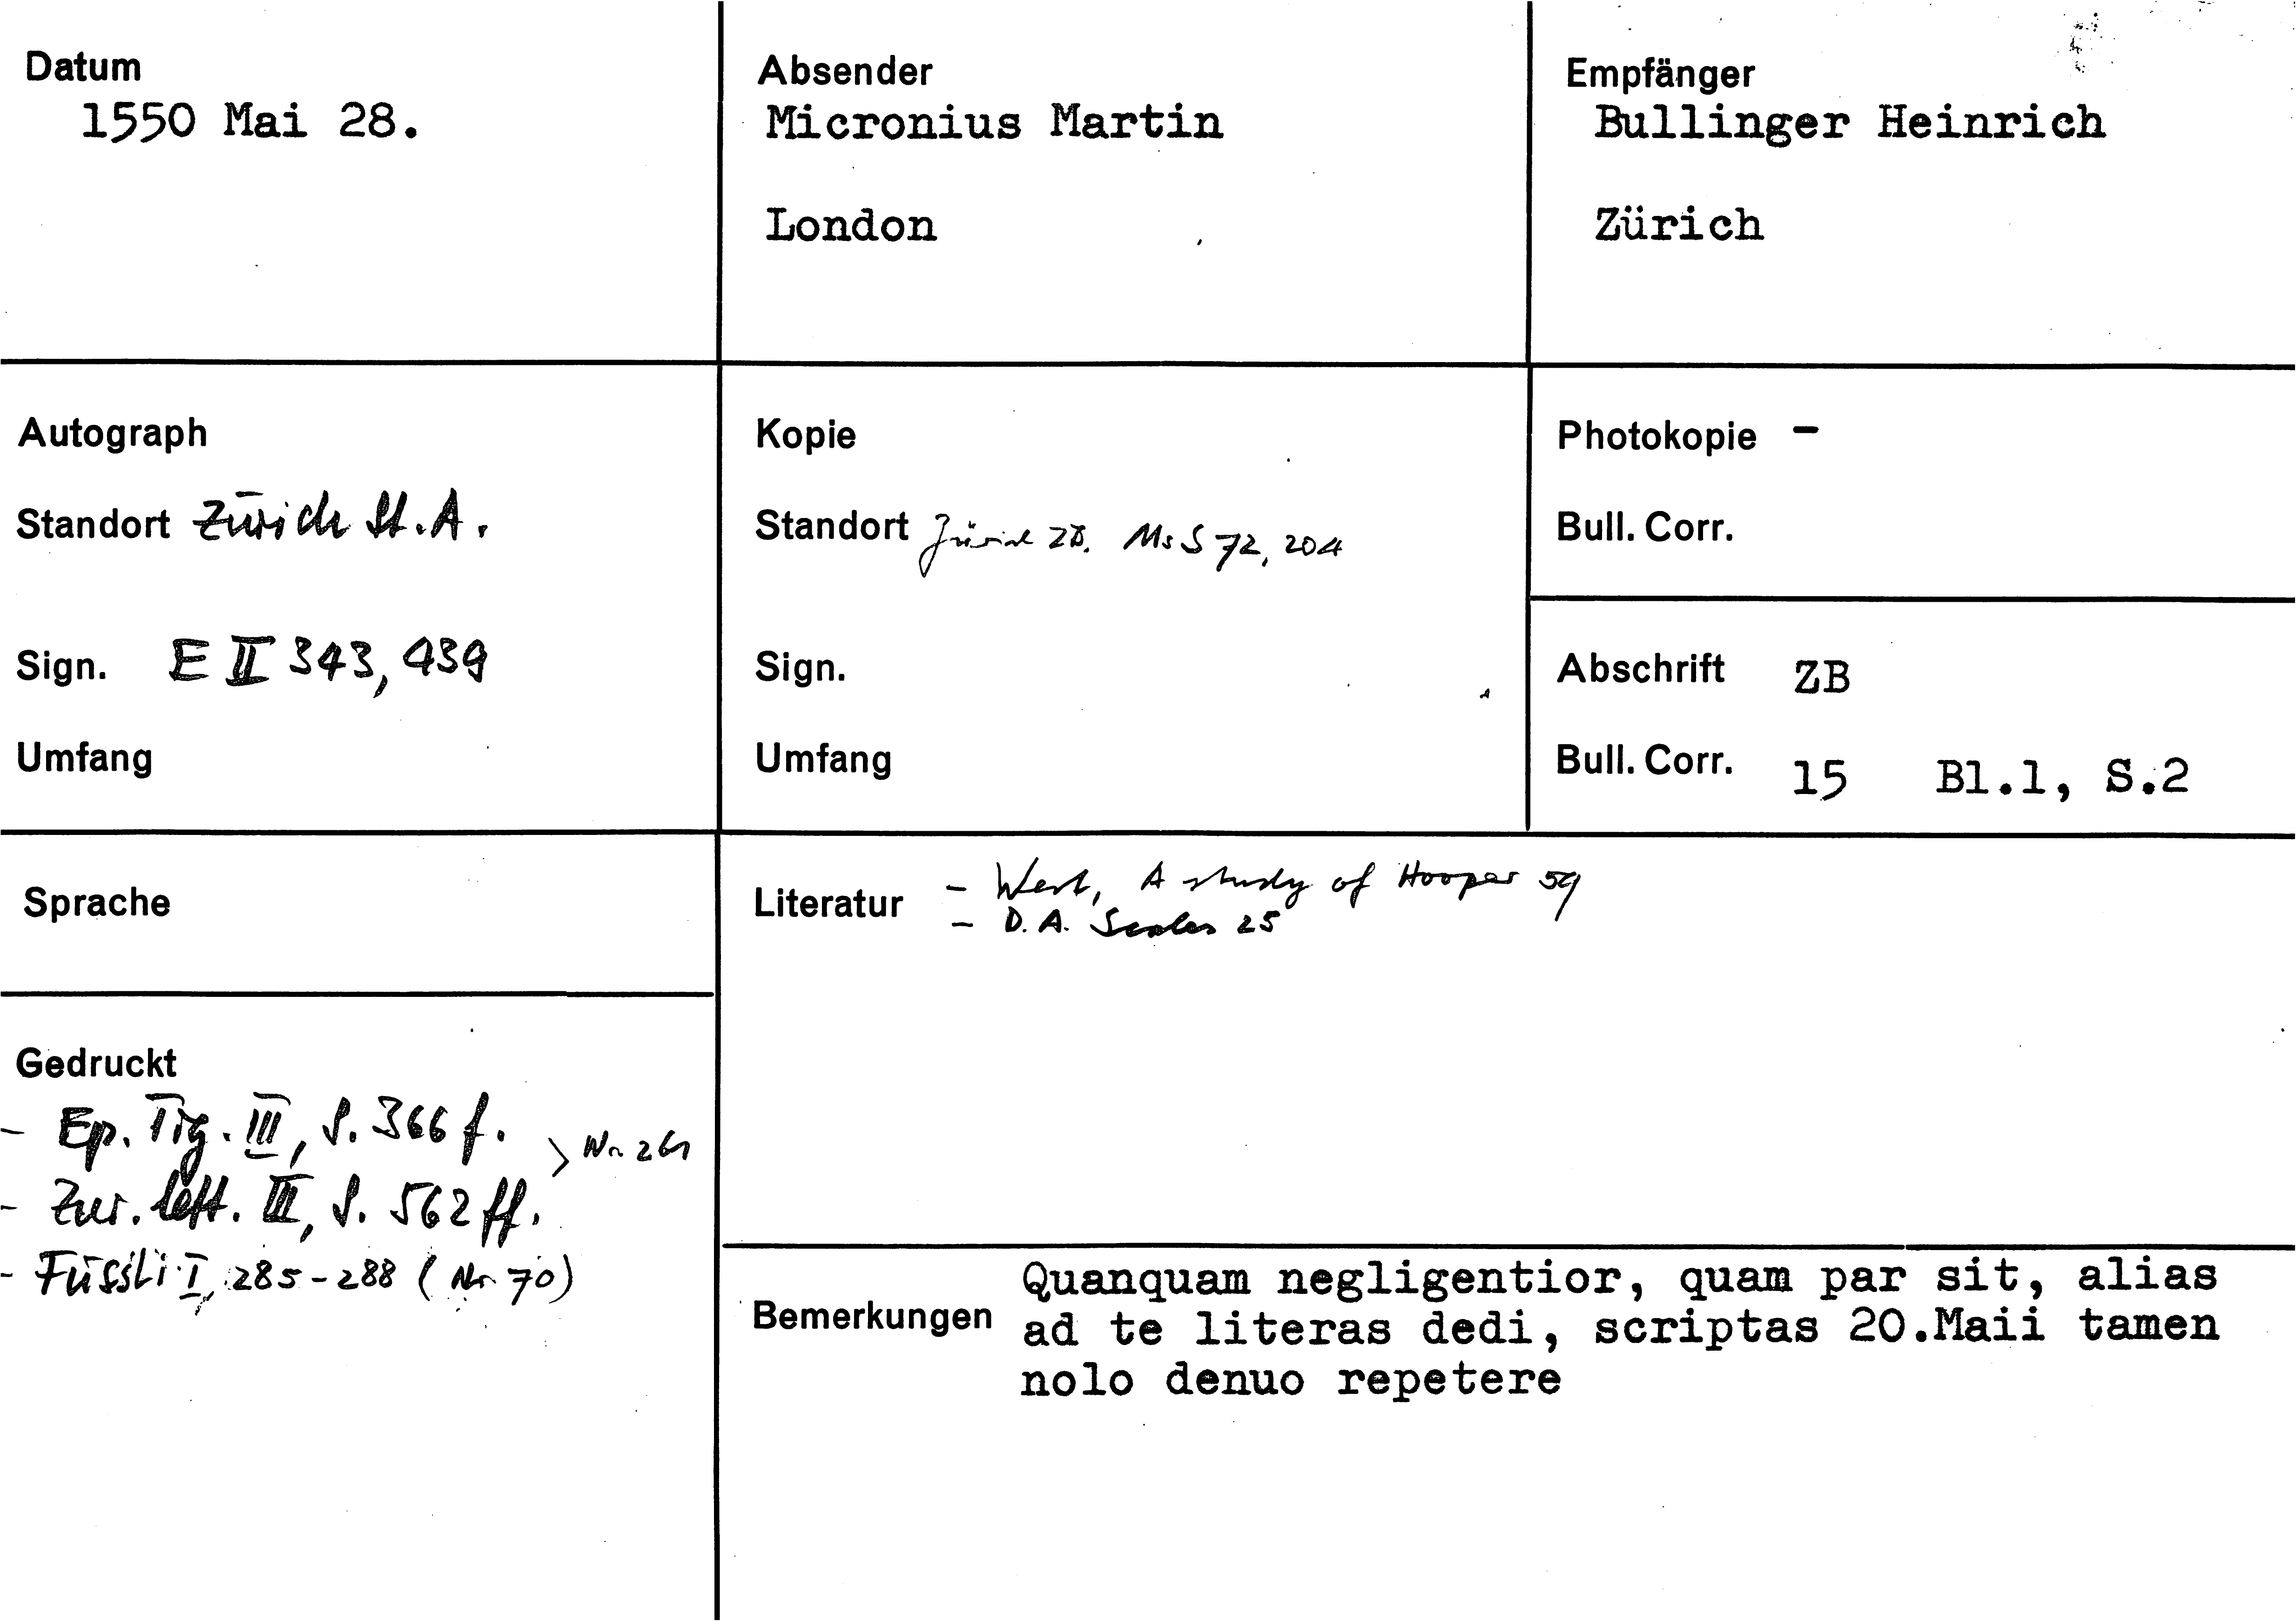 Datum
1550 Mai 28.
Absender
Micronius Martin
London
Empfänger
Bullinger Heinrich
Zürich
Autograph
Standort Zürich St.A.
Sign. E II 343, 439
Umfang
Kopie
Standort Zürich ZB. Ms S 72, 204
Sign.
Umfang
Photokopie -
Bull. Corr.
Abschrift ZB
Bull. Corr. 15 Bl.1, S.2
Sprache
Literatur - West, A study of Hooper 59
- D.A. Scales 25
Gedruckt
- Ep. Tig. III, S. 366 f.
> Nr 261
- Zur. lett. III, S. 562 ff.
- Füssli I, 285-288 (Nr 70)
Bemerkungen
Quanquam negligentior, quam par sit, alias
ad te literas dedi, scriptas 20.Maii tamen
nolo denuo repetere